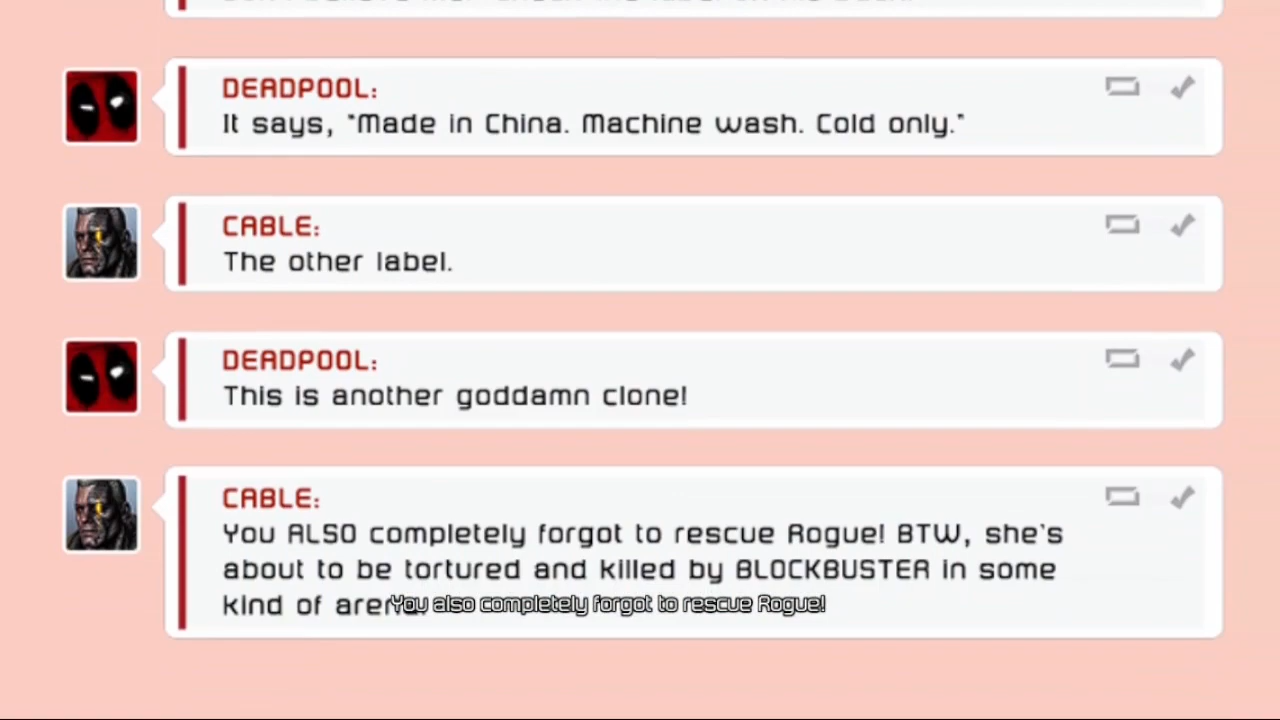 DEADPOOL:
It says, "Made in China. Machine wash. Cold only."
CABLE:
The other label.
DEADPOOL:
This is another goddamn clone!
CABLE:
You ALSO completely forgot to rescue Rogue! BTW, she's
about to be tortured and killed by BLOCKBUSTER in some
kind of arena.
You also completely forgot to rescue Rogue!